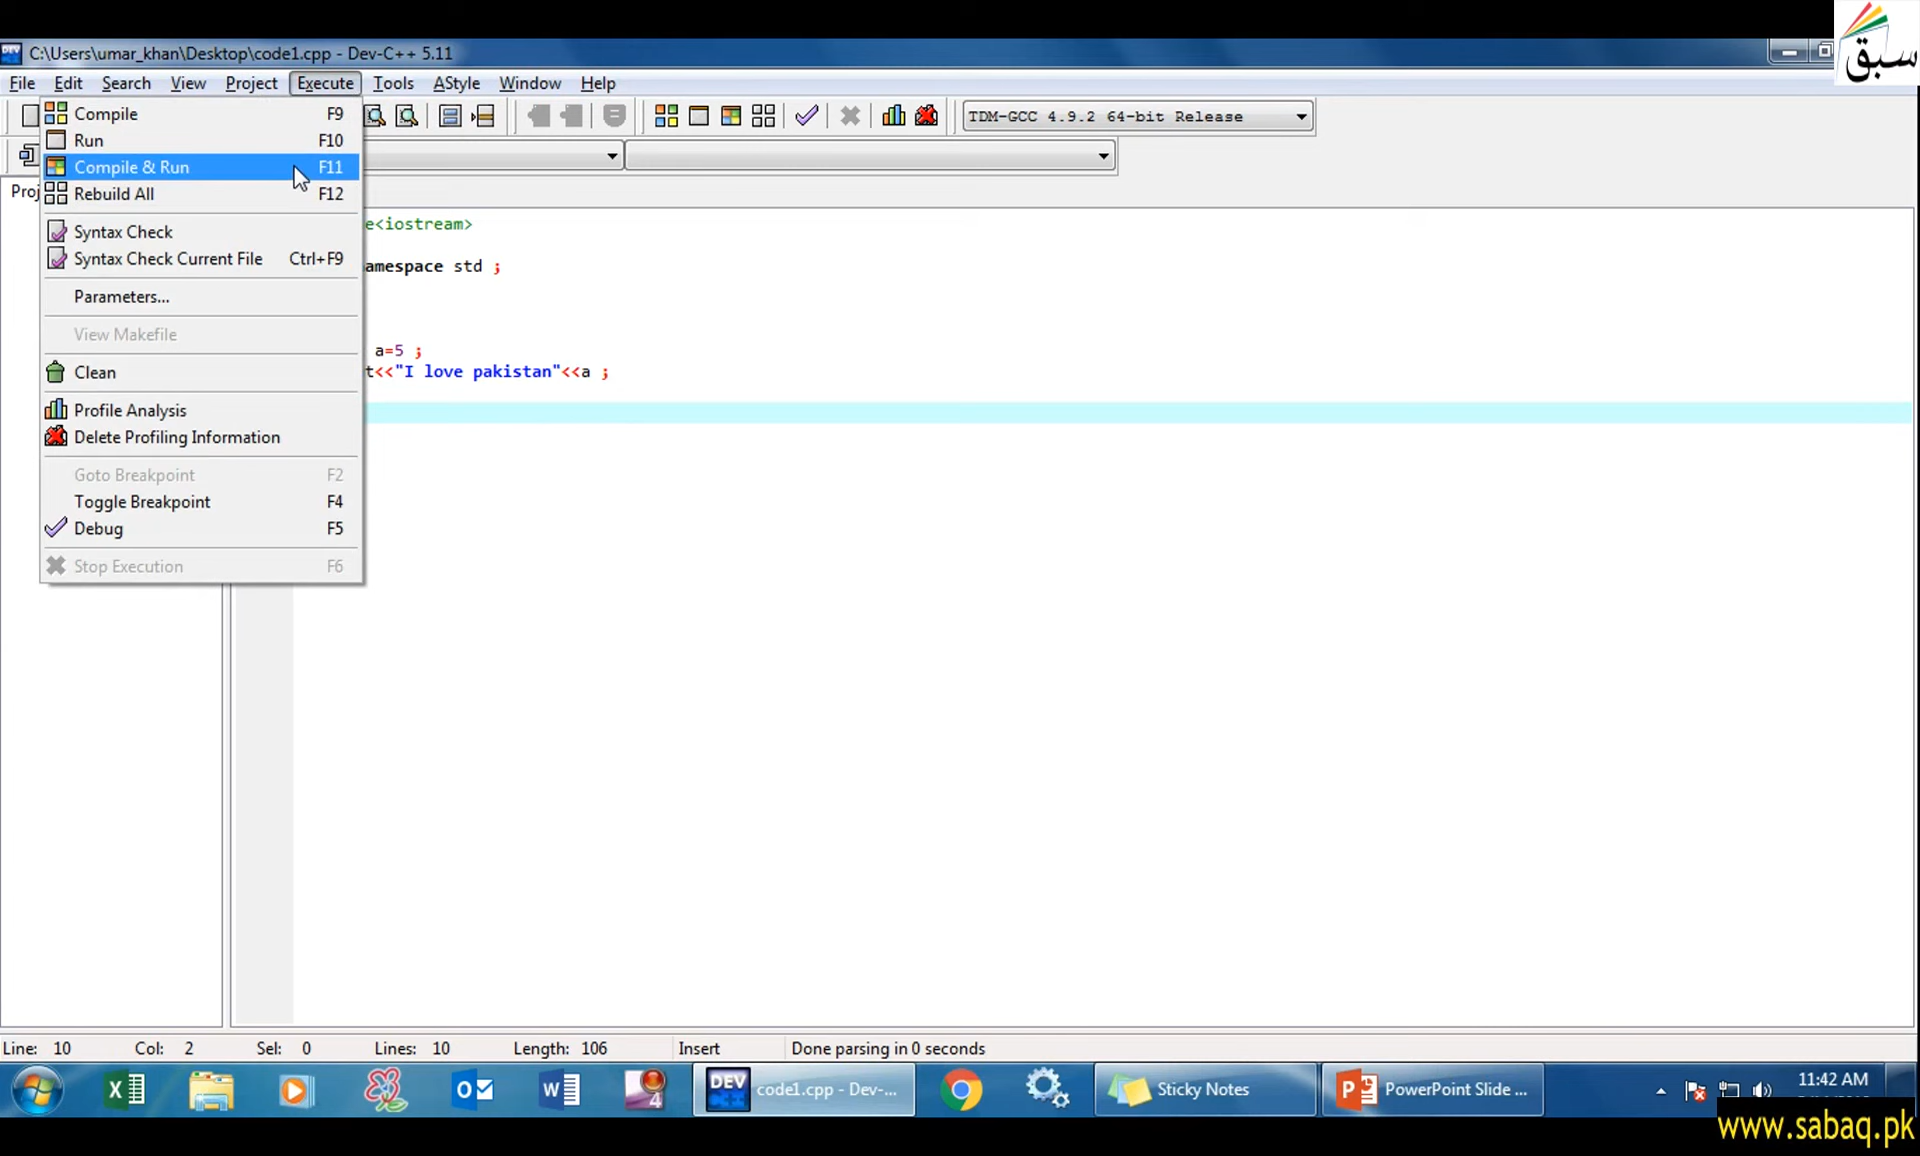 سبق
C:\Users\umar_khan\Desktop\code1.cpp - Dev-C++ 5.11
File Edit Search View Project Execute Tools AStyle Window Help
TDM-GCC 4.9.2 64-bit Release
Compile F9
Run F10
Compile & Run F11
Rebuild All F12
Syntax Check
Syntax Check Current File Ctrl+F9
Parameters...
View Makefile
Clean
Profile Analysis
Delete Profiling Information
Goto Breakpoint F2
Toggle Breakpoint F4
Debug F5
Stop Execution F6
Proj
e<iostream>
amespace std ;
a=5 ;
t<<"I love pakistan"<<a ;
Line: 10 Col: 2 Sel: 0 Lines: 10 Length: 106 Insert Done parsing in 0 seconds
DEV code1.cpp - Dev-... Sticky Notes PowerPoint Slide ... 11:42 AM
www.sabaq.pk